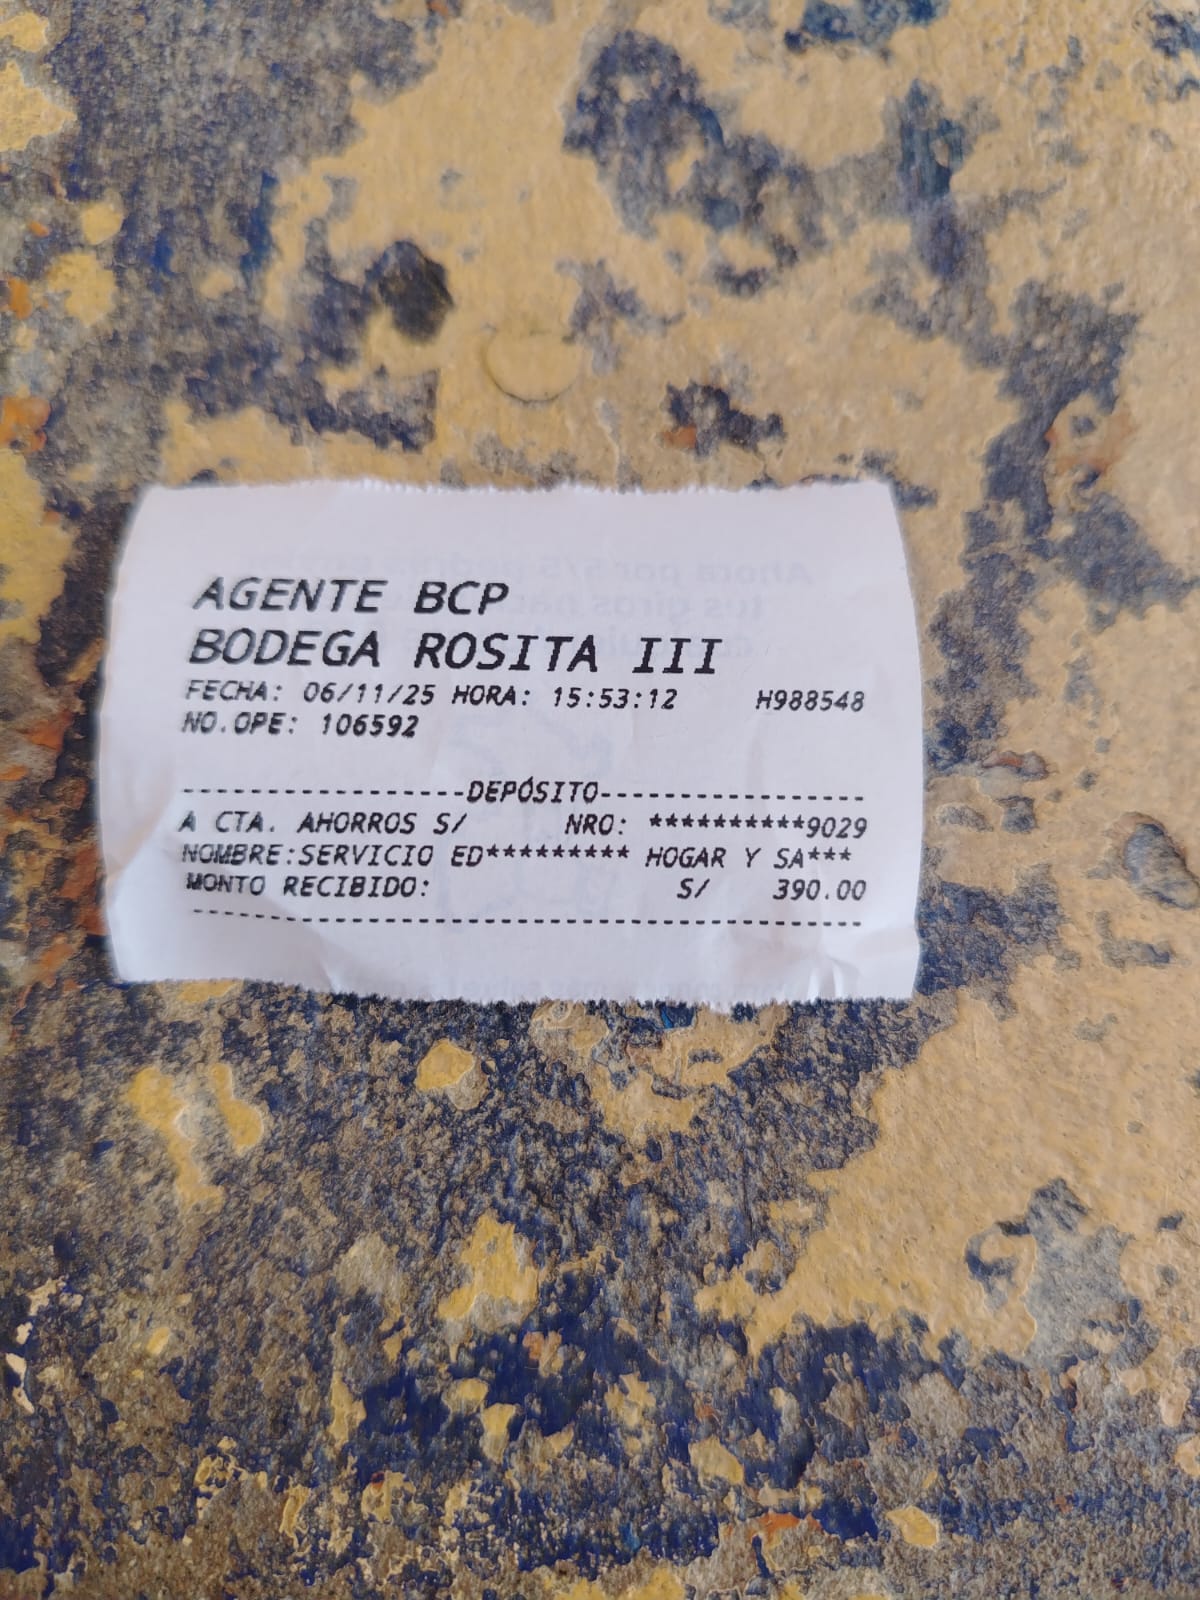 AGENTE BCP
BODEGA ROSITA III
FECHA: 06/11/25 HORA: 15:53:12 H988548
NO.OPE: 106592
------------------DEPÓSITO-----------------
A CTA. AHORROS S/ NRO: **********9029
NOMBRE:SERVICIO ED********* HOGAR Y SA***
MONTO RECIBIDO: S/ 390.00
-------------------------------------------